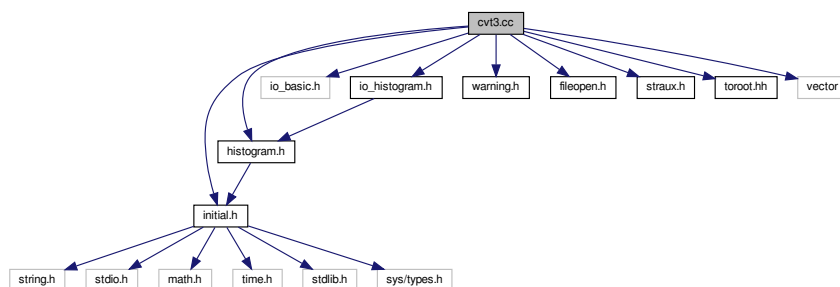 cvt3.cc
io_basic.h io_histogram.h warning.h fileopen.h straux.h toroot.hh vector
histogram.h
initial.h
string.h stdio.h math.h time.h stdlib.h sys/types.h